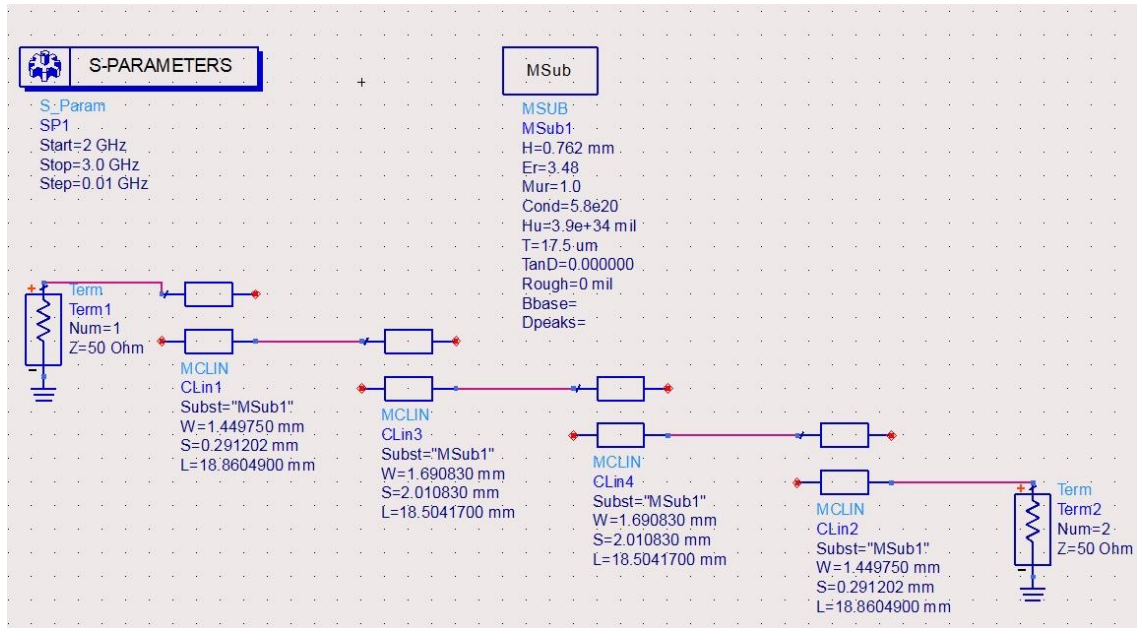 S-PARAMETERS
S_Param
SP1
Start=2 GHz
Stop=3.0 GHz
Step=0.01 GHz
MSub
MSUB
MSub1
H=0.762 mm
Er=3.48
Mur=1.0
Cond=5.8e20
Hu=3.9e+34 mil
T=17.5 um
TanD=0.000000
Rough=0 mil
Bbase=
Dpeaks=
+
Term
Term1
Num=1
Z=50 Ohm
-
MCLIN
CLin1
Subst="MSub1"
W=1.449750 mm
S=0.291202 mm
L=18.8604900 mm
MCLIN
CLin3
Subst="MSub1"
W=1.690830 mm
S=2.010830 mm
L=18.5041700 mm
MCLIN
CLin4
Subst="MSub1"
W=1.690830 mm
S=2.010830 mm
L=18.5041700 mm
MCLIN
CLin2
Subst="MSub1"
W=1.449750 mm
S=0.291202 mm
L=18.8604900 mm
+
Term
Term2
Num=2
Z=50 Ohm
-